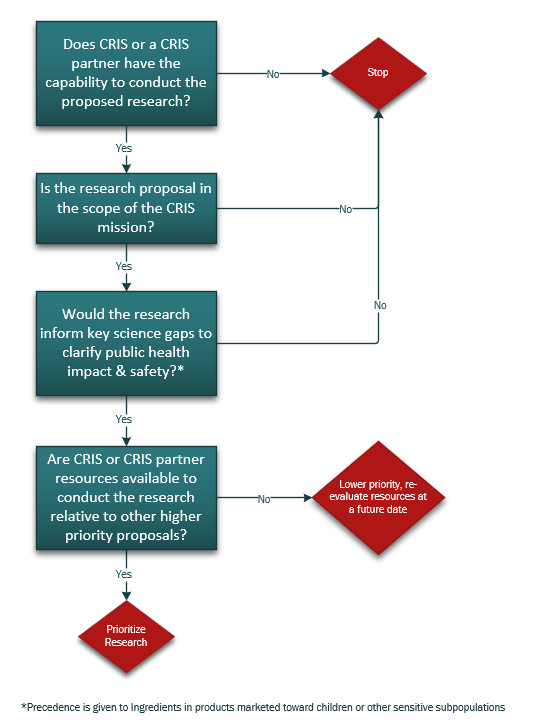 Does CRIS or a CRIS
partner have the
capability to conduct the
proposed research?
No
Stop
Yes
Is the research proposal in
the scope of the CRIS
mission?
No
Yes
No
Would the research
inform key science gaps to
clarify public health
impact & safety?*
Yes
Are CRIS or CRIS partner
resources available to
conduct the research
relative to other higher
priority proposals?
No
Lower priority, re-
evaluate resources at
a future date
Yes
Prioritize
Research
*Precedence is given to Ingredients in products marketed toward children or other sensitive subpopulations